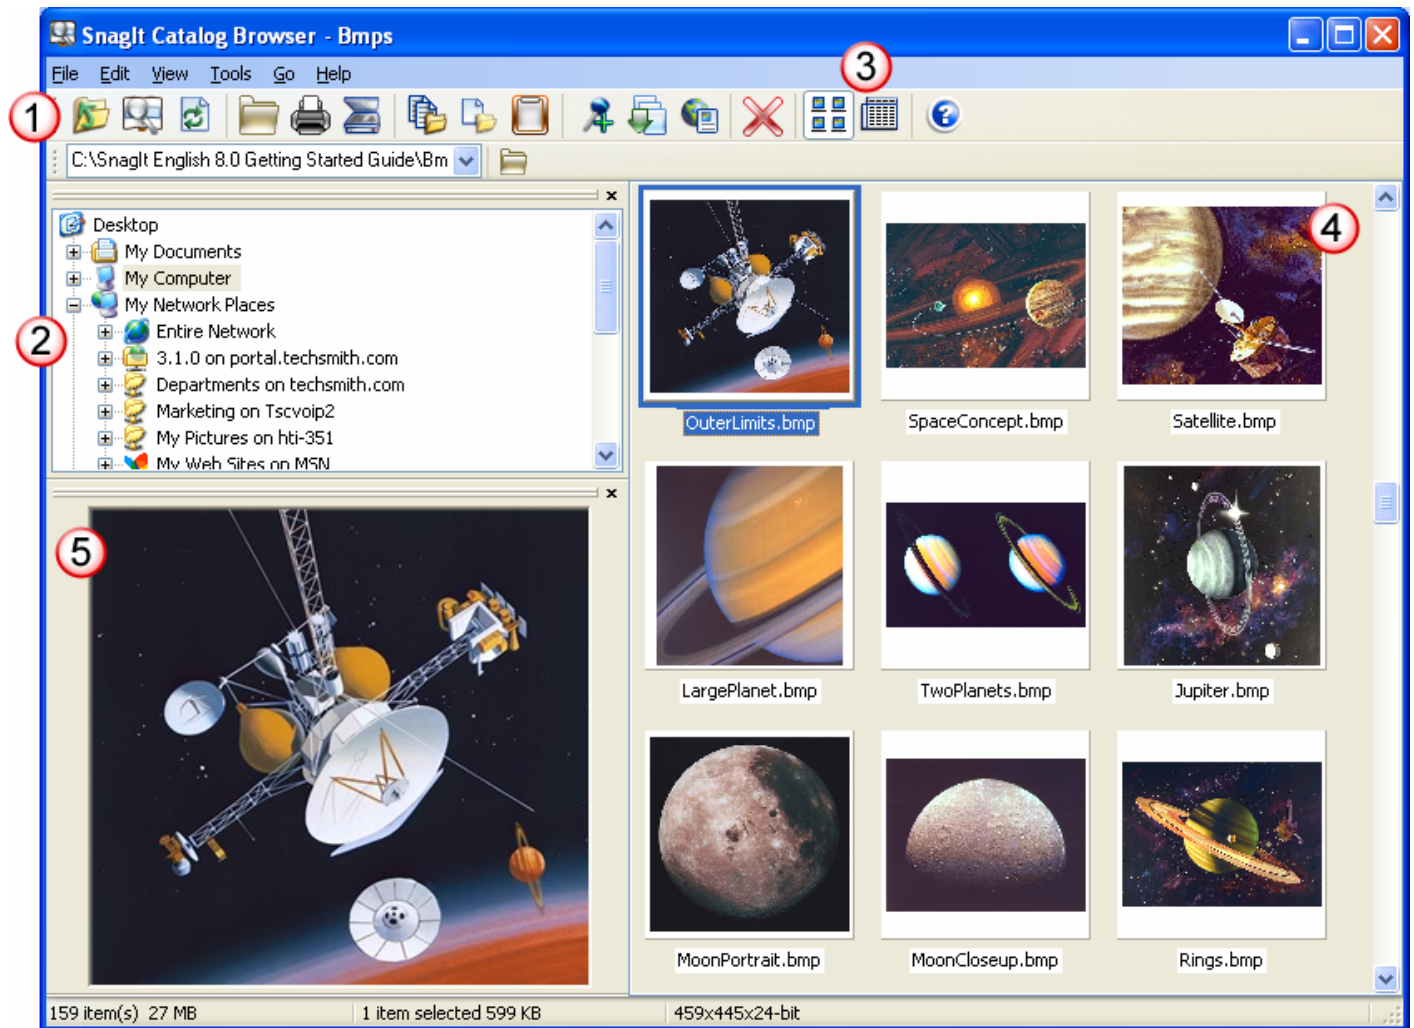 SnagIt Catalog Browser - Bmps
File Edit View Tools Go Help
3
1
C:\SnagIt English 8.0 Getting Started Guide\Bm
Desktop
My Documents
My Computer
My Network Places
Entire Network
3.1.0 on portal.techsmith.com
Departments on techsmith.com
Marketing on Tscvoip2
My Pictures on hti-351
My Web Sites on MSN
2
4
OuterLimits.bmp SpaceConcept.bmp Satellite.bmp
5
LargePlanet.bmp TwoPlanets.bmp Jupiter.bmp
MoonPortrait.bmp MoonCloseup.bmp Rings.bmp
159 item(s) 27 MB 1 item selected 599 KB 459x445x24-bit